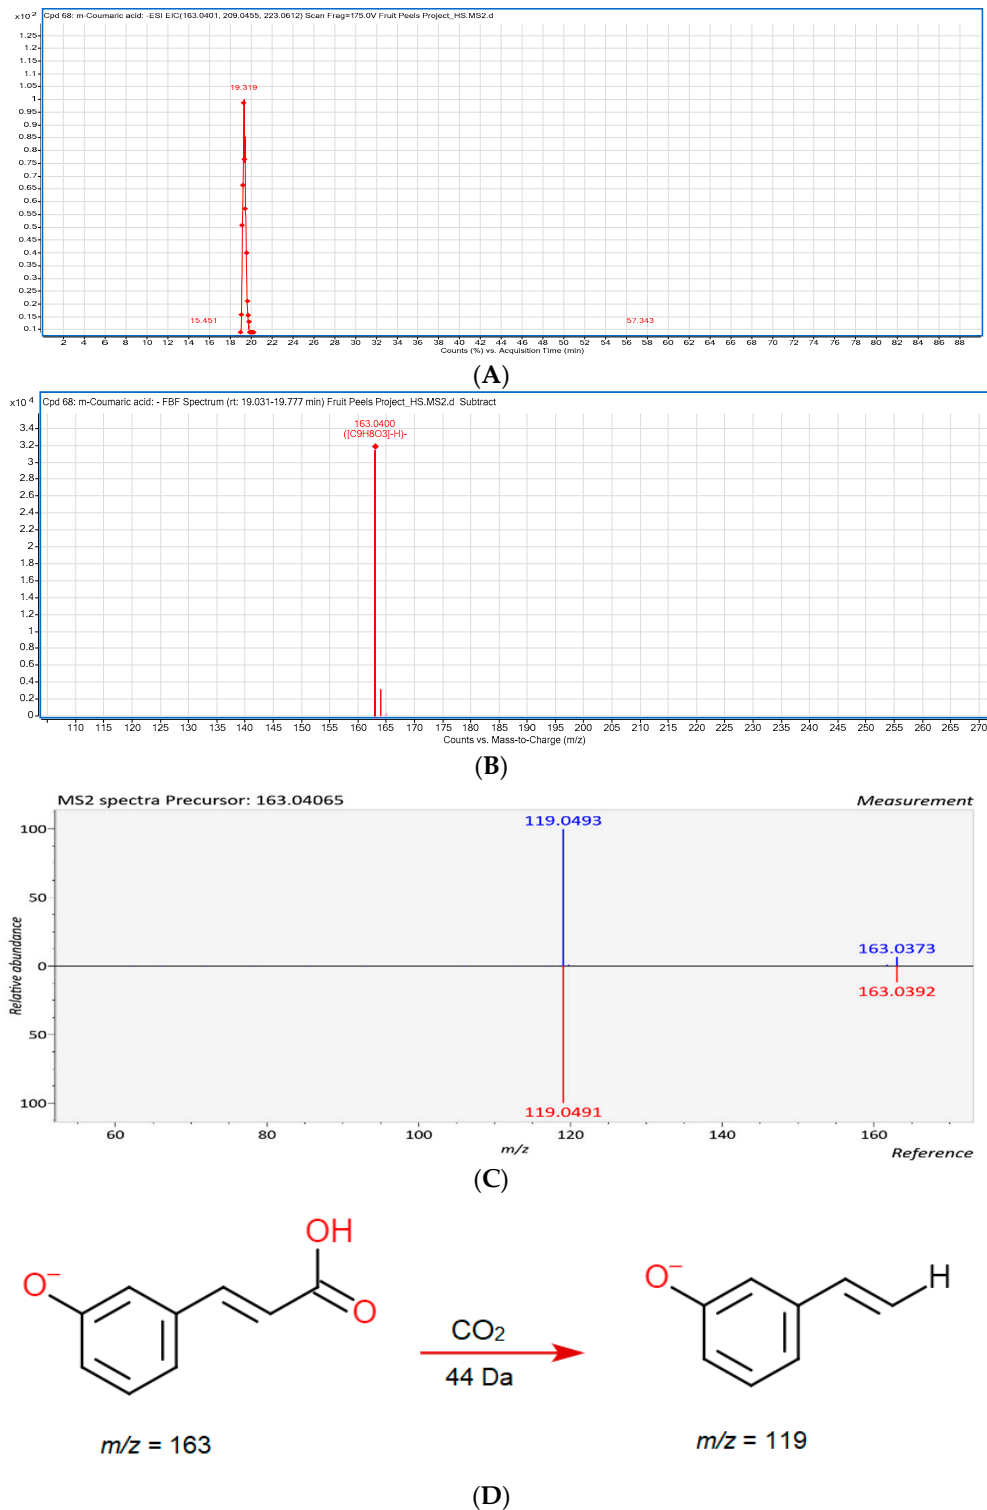 x10 2 Cpd 68: m-Coumaric acid: -ESI EIC(163.0401, 209.0455, 223.0612) Scan Frag=175.0V Fruit Peels Project_HS.MS2.d
1.25
1.2
1.15
1.1
1.05
19.319
1
0.95
0.9
0.85
0.8
0.75
0.7
0.65
0.6
0.55
0.5
0.45
0.4
0.35
0.3
0.25
0.2
0.15
15.451 57.343
0.1
2 4 6 8 10 12 14 16 18 20 22 24 26 28 30 32 34 36 38 40 42 44 46 48 50 52 54 56 58 60 62 64 66 68 70 72 74 76 78 80 82 84 86 88
Counts (%) vs. Acquisition Time (min)
(A)
x10 4 Cpd 68: m-Coumaric acid: - FBF Spectrum (rt: 19.031-19.777 min) Fruit Peels Project_HS.MS2.d Subtract
163.0400
([C9H8O3]-H)-
3.4
3.2
3
2.8
2.6
2.4
2.2
2
1.8
1.6
1.4
1.2
1
0.8
0.6
0.4
0.2
0
110 115 120 125 130 135 140 145 150 155 160 165 170 175 180 185 190 195 200 205 210 215 220 225 230 235 240 245 250 255 260 265 270
Counts vs. Mass-to-Charge (m/z)
(B)
MS2 spectra Precursor: 163.04065 Measurement
119.0493
100
50
163.0373
0
163.0392
50
100
119.0491
Relative abundance
60 80 100 120 140 160
m/z
Reference
(C)
OH
O− O
CO2
44 Da
O− H
m/z = 163 m/z = 119
(D)